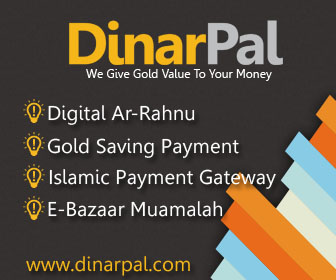 DinarPal
We Give Gold Value To Your Money
Digital Ar-Rahnu
Gold Saving Payment
Islamic Payment Gateway
E-Bazaar Muamalah
www.dinarpal.com